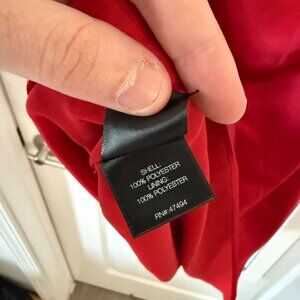 SHELL:
100% POLYESTER
LINING:
100% POLYESTER
RN# 47494